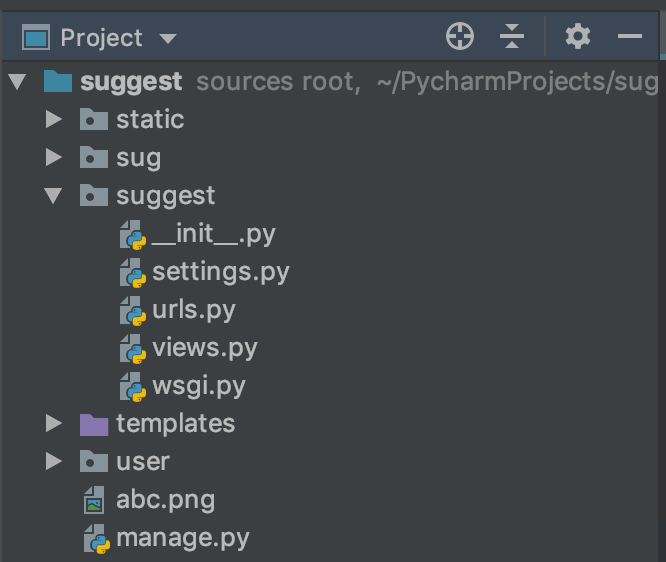 Project
suggest sources root, ~/PycharmProjects/sug
static
sug
suggest
__init__.py
settings.py
urls.py
views.py
wsgi.py
templates
user
abc.png
manage.py